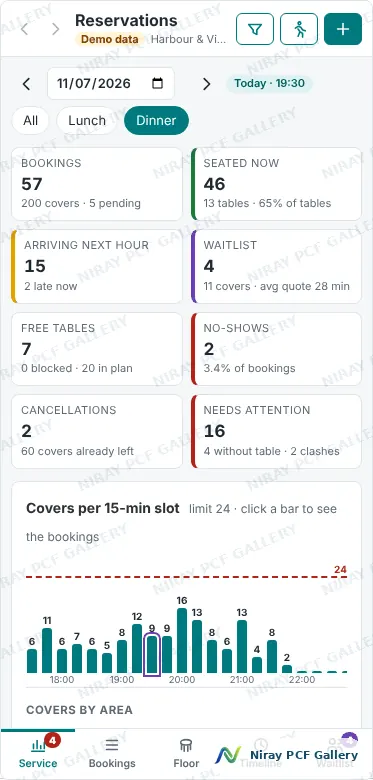 Reservations
Demo data Harbour & Vi...
11/07/2026
Today · 19:30
All Lunch Dinner
BOOKINGS
57
200 covers · 5 pending
SEATED NOW
46
13 tables · 65% of tables
ARRIVING NEXT HOUR
15
2 late now
WAITLIST
4
11 covers · avg quote 28 min
FREE TABLES
7
0 blocked · 20 in plan
NO-SHOWS
2
3.4% of bookings
CANCELLATIONS
2
60 covers already left
NEEDS ATTENTION
16
4 without table · 2 clashes
Covers per 15-min slot limit 24 · click a bar to see
the bookings
24
6 11 6 7 6 5 8 12 9 9 16 13 8 6 13 4 8 2
18:00 19:00 20:00 21:00 22:00
COVERS BY AREA
4
Service Bookings Floor Timeline Waitlist
Niray PCF Gallery
NIRAY PCF GALLERY